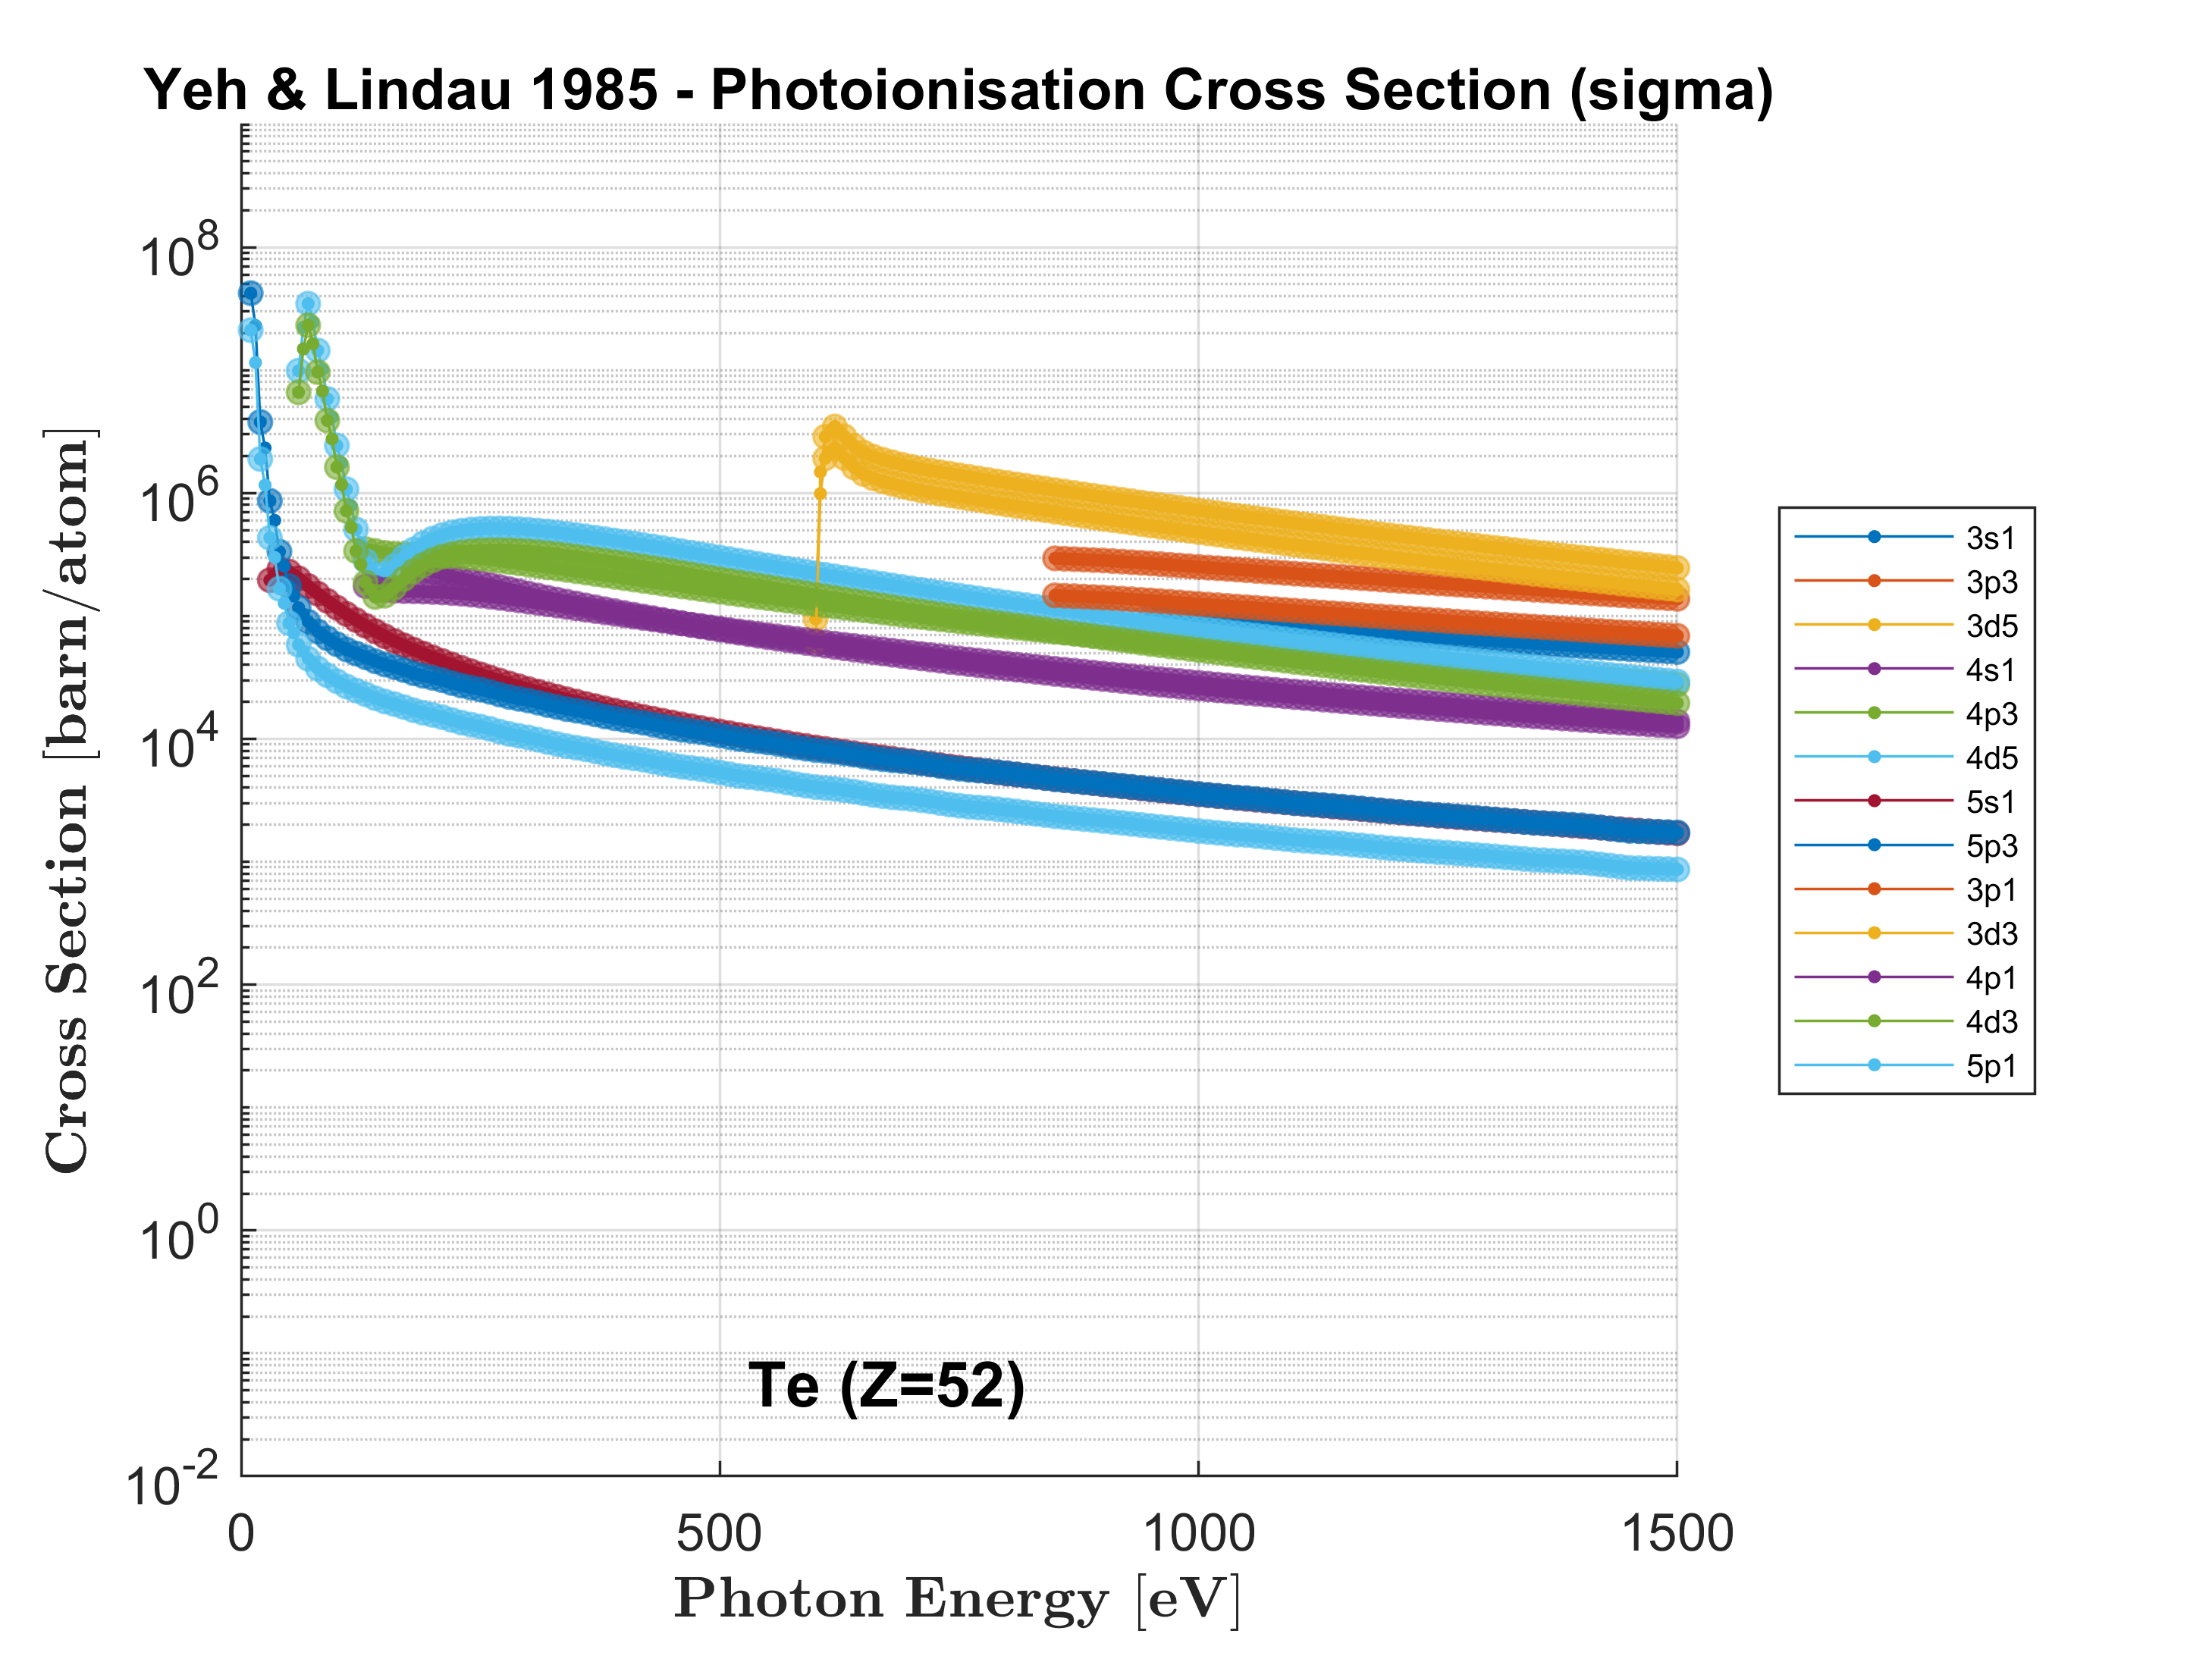 Yeh & Lindau 1985 - Photoionisation Cross Section (sigma)
Cross Section [barn/atom]
10^8
10^6
10^4
10^2
10^0
10^-2
0 500 1000 1500
Photon Energy [eV]
Te (Z=52)
3s1
3p3
3d5
4s1
4p3
4d5
5s1
5p3
3p1
3d3
4p1
4d3
5p1